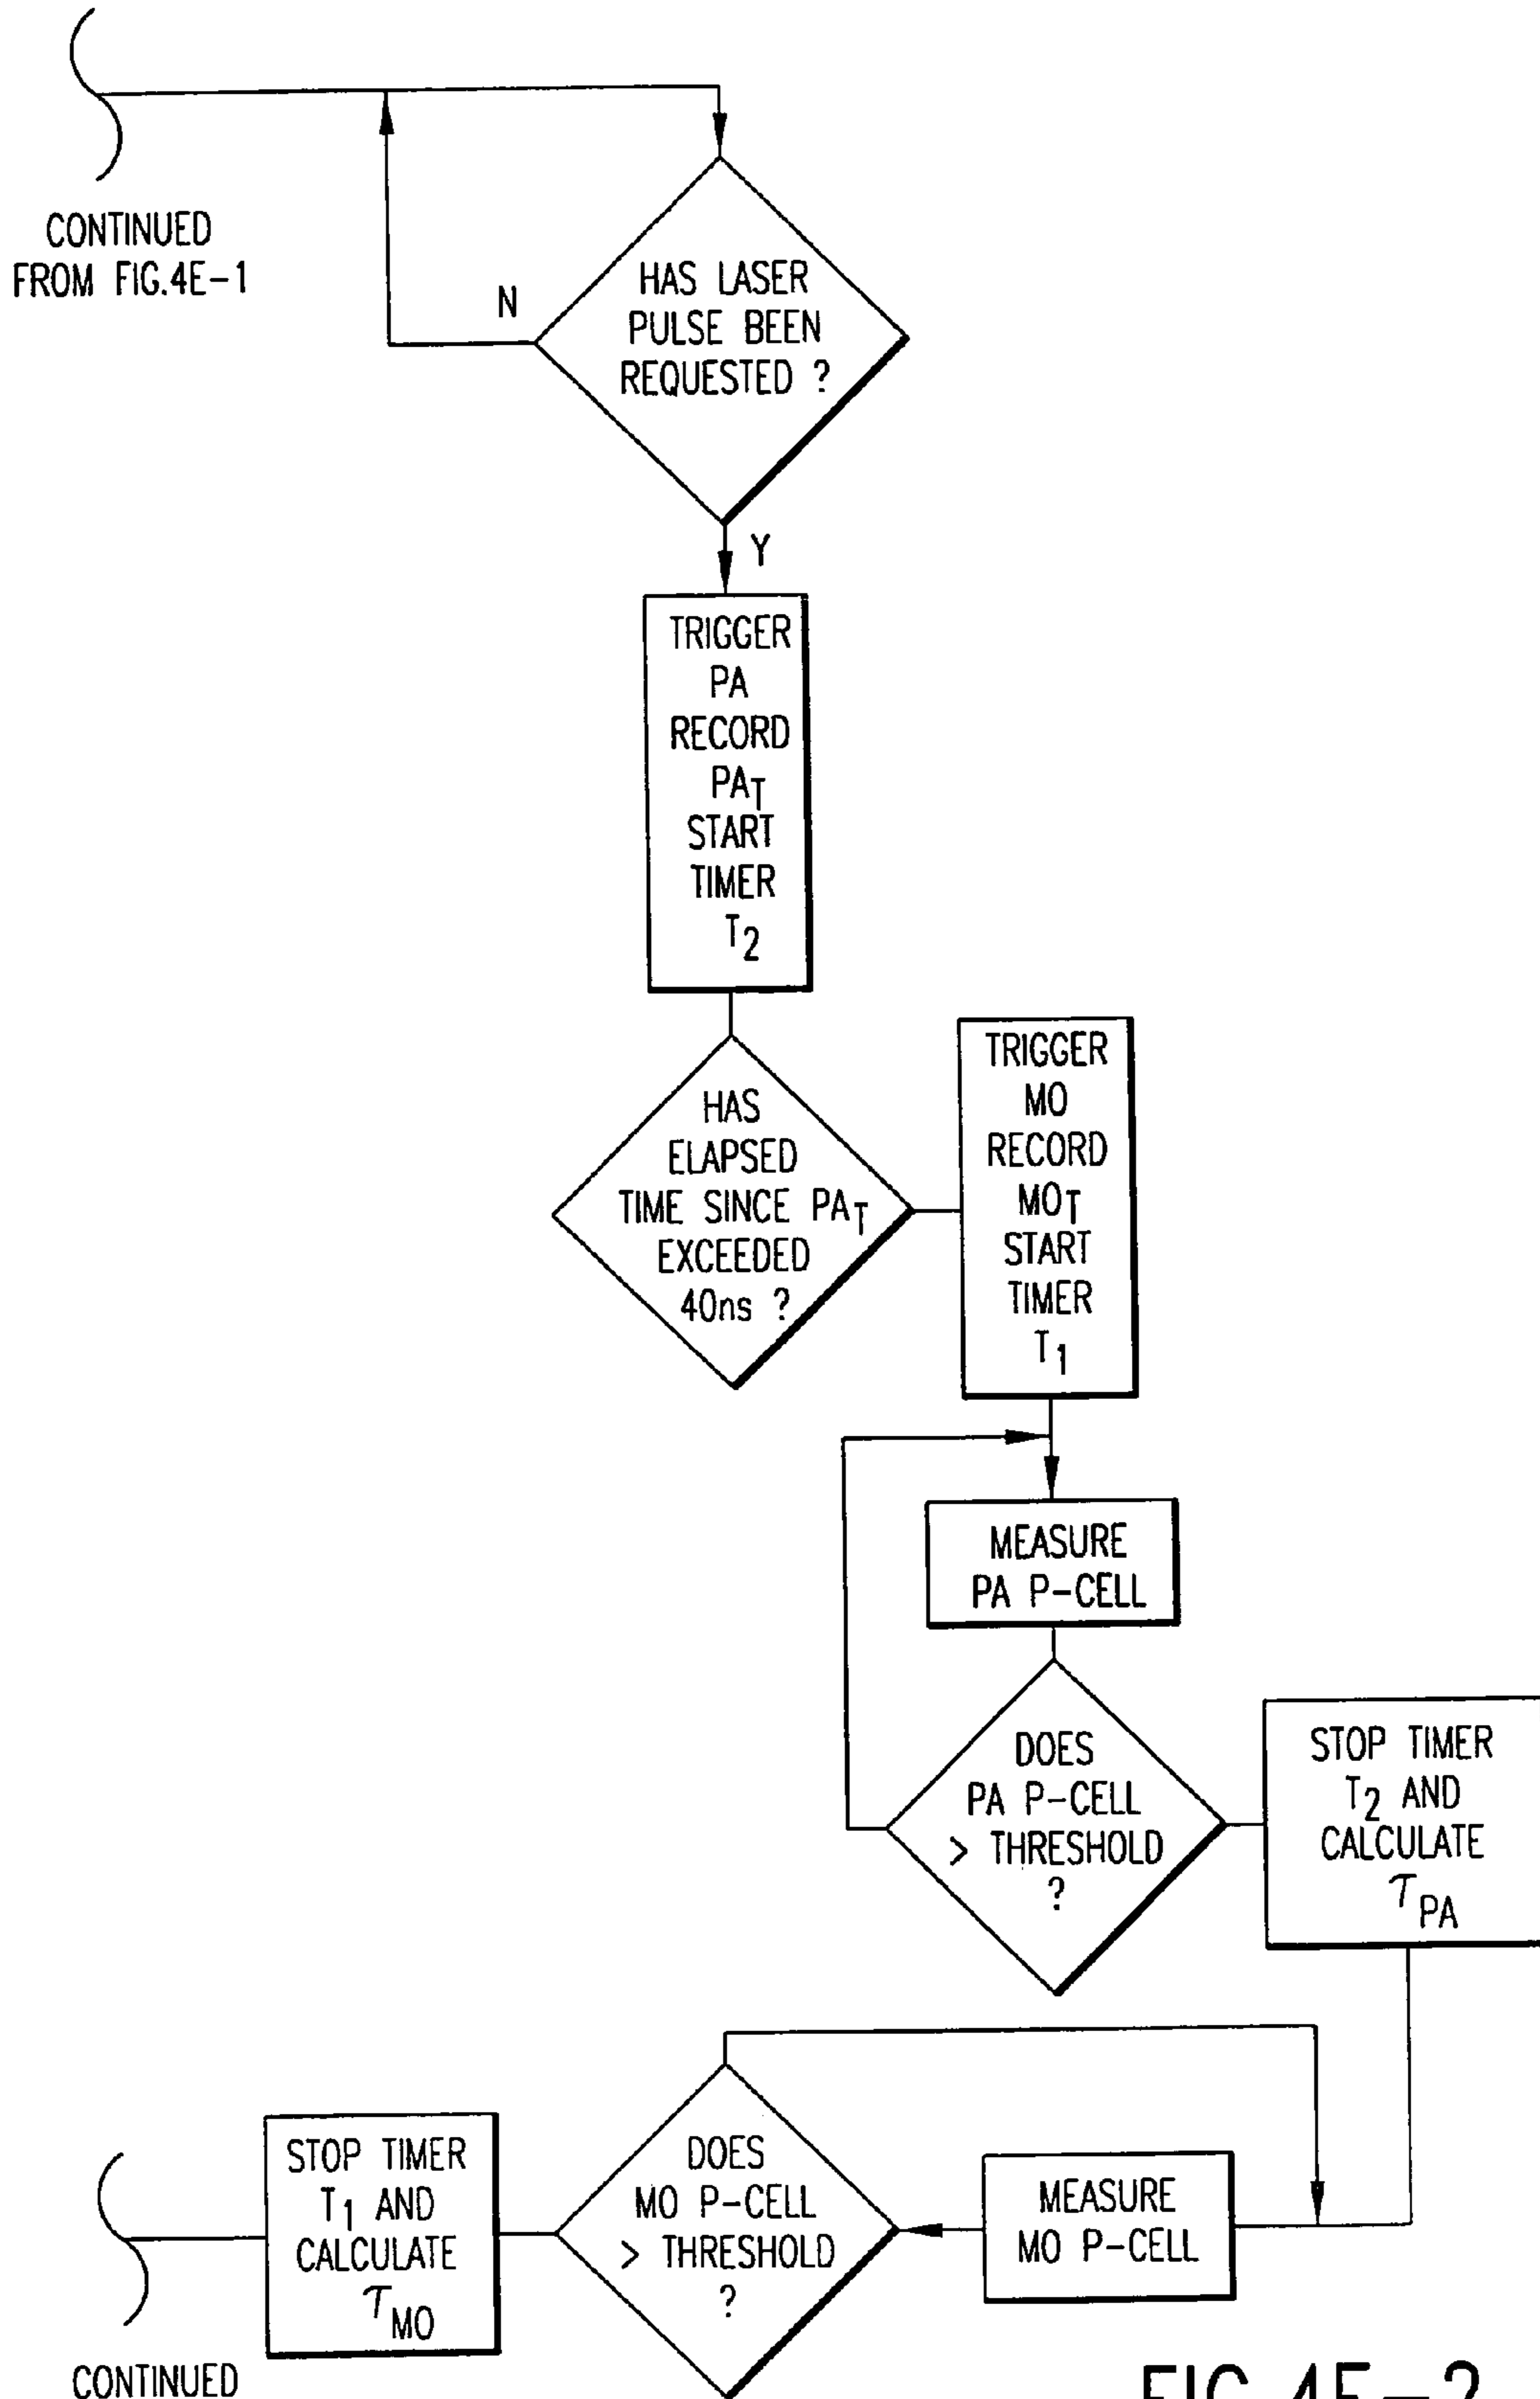 CONTINUED
FROM FIG.4E-1
HAS LASER
PULSE BEEN
REQUESTED ?
N
Y
TRIGGER
PA
RECORD
PAT
START
TIMER
T2
HAS
ELAPSED
TIME SINCE PAT
EXCEEDED
40ns ?
TRIGGER
MO
RECORD
MOT
START
TIMER
T1
MEASURE
PA P-CELL
DOES
PA P-CELL
> THRESHOLD
?
STOP TIMER
T2 AND
CALCULATE
τPA
MEASURE
MO P-CELL
DOES
MO P-CELL
> THRESHOLD
?
STOP TIMER
T1 AND
CALCULATE
τMO
CONTINUED
FIG.4E-2